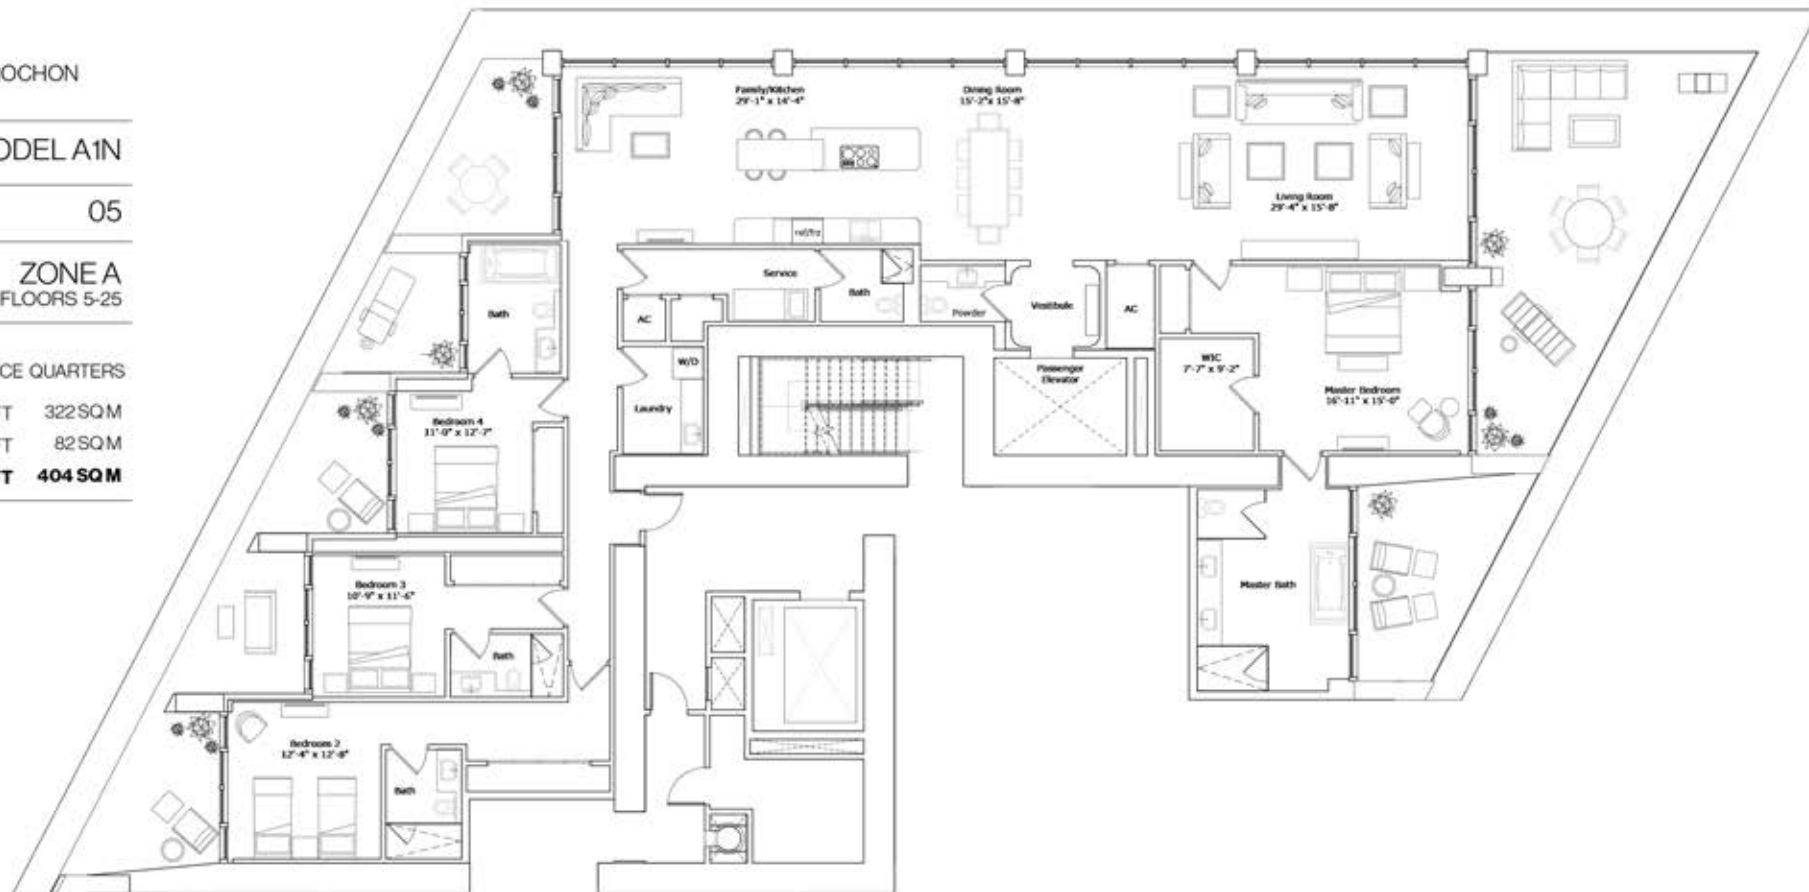 OCHON
ODEL A1N
05
ZONE A
FLOORS 5-25
CE QUARTERS
FT 322 SQ M
FT 82 SQ M
T 404 SQ M
Family/Kitchen
29'-1" x 14'-4"
Dining Room
15'-2" x 15'-8"
Living Room
29'-4" x 15'-8"
ref/frz
Service
Bath
Bath
Powder
Vestibule
AC
AC
W/D
Laundry
Passenger
Elevator
WIC
7'-7" x 9'-2"
Master Bedroom
16'-11" x 15'-0"
Bedroom 4
11'-0" x 12'-7"
Bedroom 3
10'-9" x 11'-6"
Bath
Master Bath
Bedroom 2
12'-4" x 12'-8"
Bath